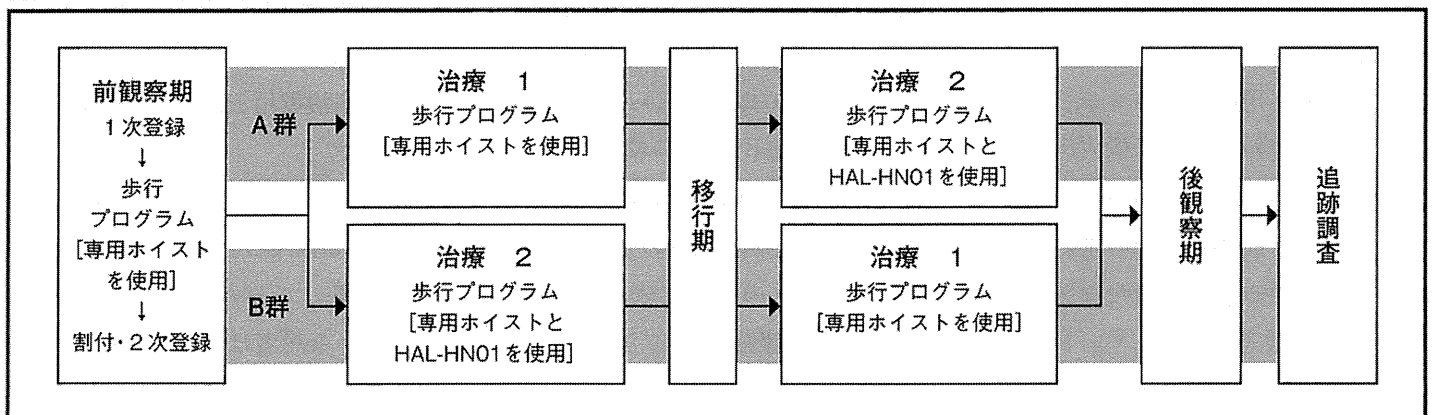 前観察期
1次登録
↓
歩行
プログラム
[専用ホイスト
を使用]
↓
割付・2次登録
A群
B群
治療 1
歩行プログラム
[専用ホイストを使用]
治療 2
歩行プログラム
[専用ホイストと
HAL-HN01を使用]
移行期
治療 2
歩行プログラム
[専用ホイストと
HAL-HN01を使用]
治療 1
歩行プログラム
[専用ホイストを使用]
後観察期
追跡調査